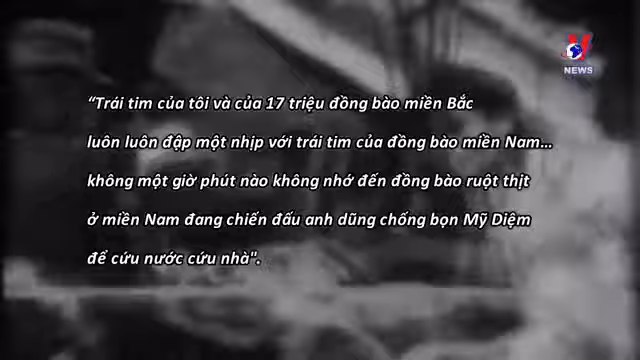 NEWS
“Trái tim của tôi và của 17 triệu đồng bào miền Bắc
luôn luôn đập một nhịp với trái tim của đồng bào miền Nam...
không một giờ phút nào không nhớ đến đồng bào ruột thịt
ở miền Nam đang chiến đấu anh dũng chống bọn Mỹ Diệm
để cứu nước cứu nhà".